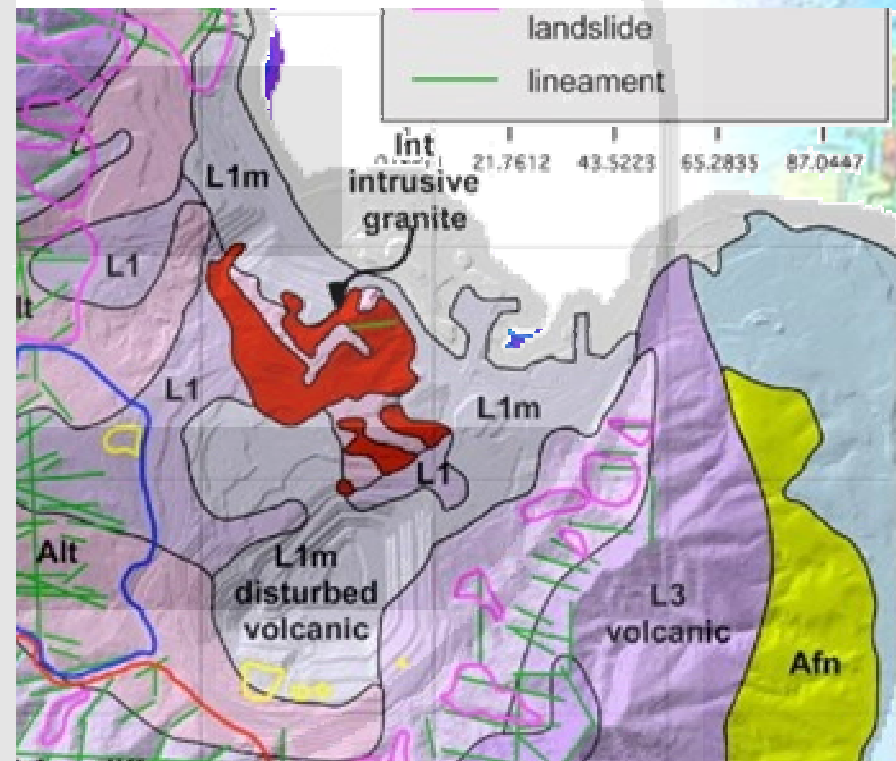 landslide
lineament
21.7612 43.5223 65.2835 87.0447
Int
intrusive
granite
L1m
L1
lt
L1
L1m
L1
Alt
L1m
disturbed
volcanic
L3
volcanic
Afn